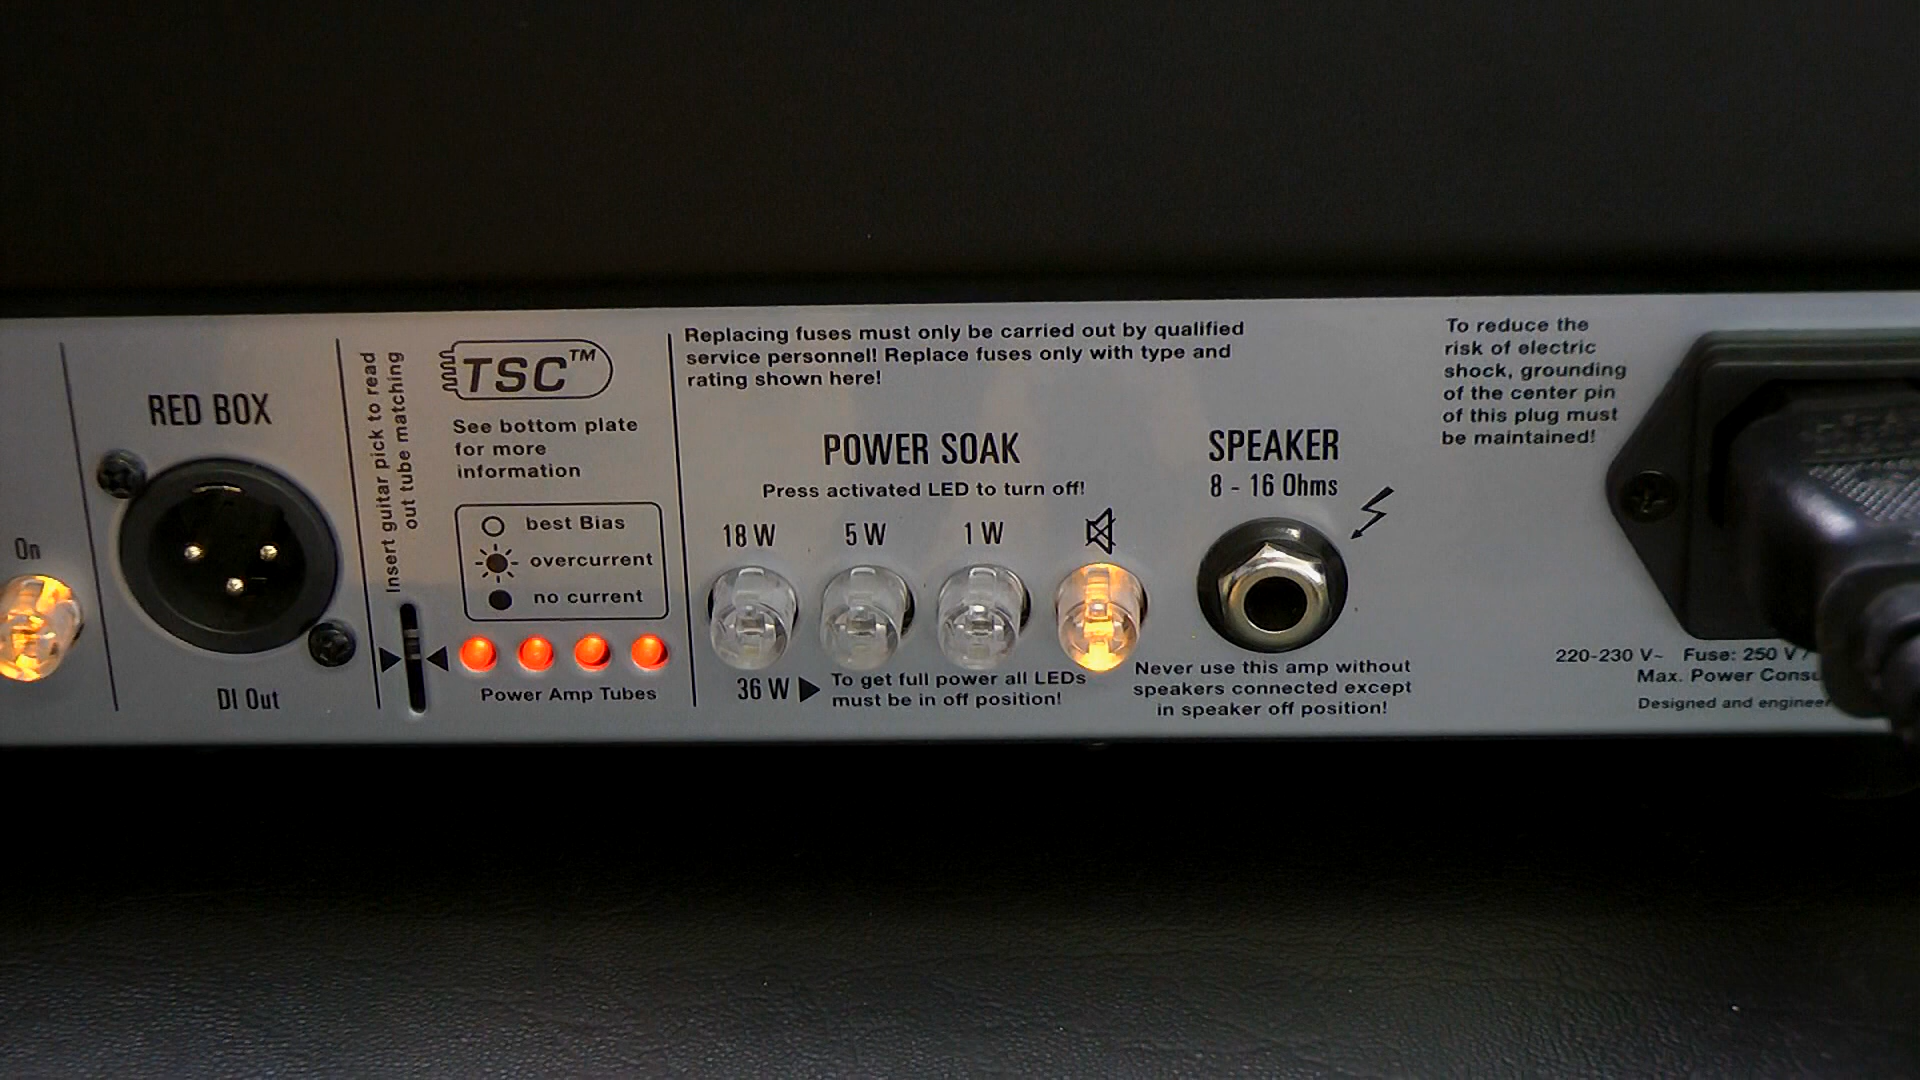 On
RED BOX
DI Out
Insert guitar pick to read
out tube matching
TSC™
See bottom plate
for more
information
best Bias
overcurrent
no current
Power Amp Tubes
Replacing fuses must only be carried out by qualified
service personnel! Replace fuses only with type and
rating shown here!
POWER SOAK
Press activated LED to turn off!
18 W 5 W 1 W
36 W
To get full power all LEDs
must be in off position!
SPEAKER
8 - 16 Ohms
Never use this amp without
speakers connected except
in speaker off position!
To reduce the
risk of electric
shock, grounding
of the center pin
of this plug must
be maintained!
220-230 V~ Fuse: 250 V
Max. Power
Designed and